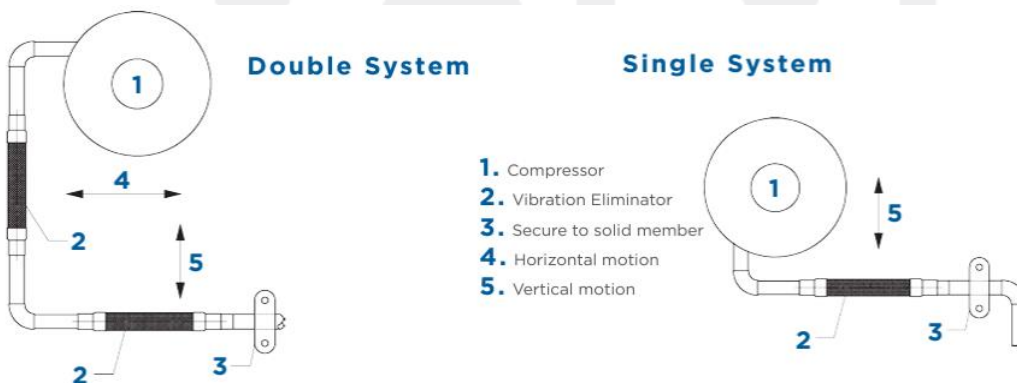 Double System
1
4
2
5
2
3
Single System
1. Compressor
2. Vibration Eliminator
3. Secure to solid member
4. Horizontal motion
5. Vertical motion
1
5
2
3